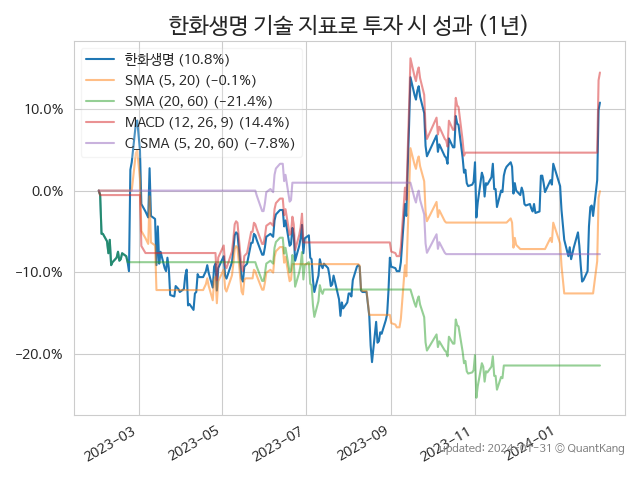 한화생명 기술 지표로 투자 시 성과 (1년)
한화생명 (10.8%)
SMA (5, 20) (−0.1%)
SMA (20, 60) (−21.4%)
MACD (12, 26, 9) (14.4%)
C_SMA (5, 20, 60) (−7.8%)
10.0%
0.0%
−10.0%
−20.0%
2023−03
2023−05
2023−07
2023−09
2023−11
2024−01
updated: 2024−01−31 © QuantKang